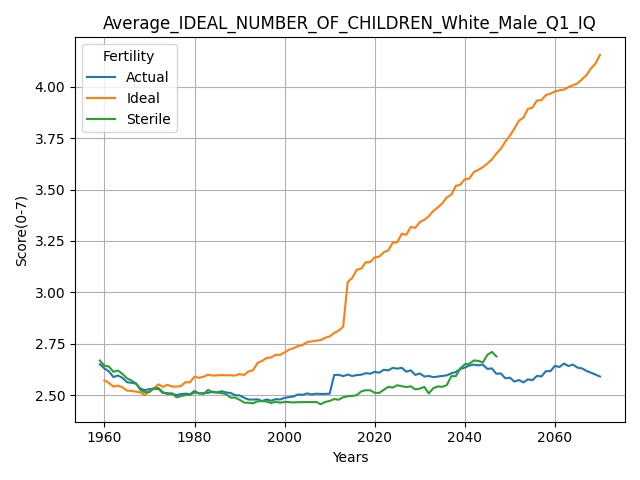 Average_IDEAL_NUMBER_OF_CHILDREN_White_Male_Q1_IQ
Fertility
Actual
Ideal
Sterile
Score(0-7)
4.00
3.75
3.50
3.25
3.00
2.75
2.50
1960 1980 2000 2020 2040 2060
Years